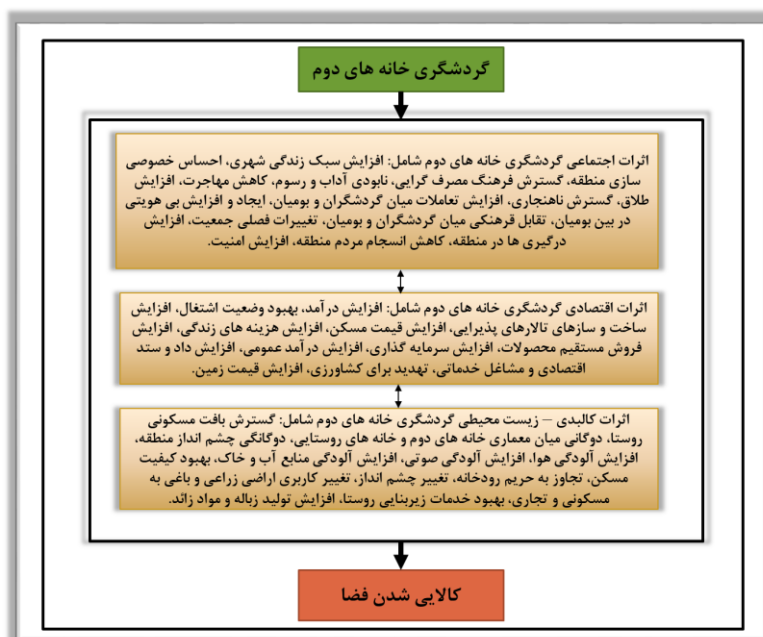 گردشگری خانه های دوم
اثرات اجتماعی گردشگری خانه های دوم شامل: افزایش سبک زندگی شهری، احساس خصوصی
سازی منطقه، گسترش فرهنگ مصرف گرایی، نابودی آداب و رسوم، کاهش مهاجرت، افزایش
طلاق، گسترش ناهنجاری، افزایش تعاملات میان گردشگران و بومیان، ایجاد و افزایش بی هویتی
در بین بومیان، تقابل فرهنکی میان گردشگران و بومیان، تغییرات فصلی جمعیت، افزایش
درگیری ها در منطقه، کاهش انسجام مردم منطقه، افزایش امنیت.
اثرات اقتصادی گردشگری خانه های دوم شامل: افزایش درآمد، بهبود وضعیت اشتغال، افزایش
ساخت و سازهای تالارهای پذیرایی، افزایش قیمت مسکن، افزایش هزینه های زندگی، افزایش
فروش مستقیم محصولات، افزایش سرمایه گذاری، افزایش درآمد عمومی، افزایش داد و ستد
اقتصادی و مشاغل خدماتی، تهدید برای کشاورزی، افزایش قیمت زمین.
اثرات کالبدی – زیست محیطی گردشگری خانه های دوم شامل: گسترش بافت مسکونی
روستا، دوگانی میان معماری خانه های دوم و خانه های روستایی، دوگانگی چشم انداز منطقه،
افزایش آلودگی هوا، افزایش آلودگی صوتی، افزایش آلودگی منابع آب و خاک، بهبود کیفیت
مسکن، تجاوز به حریم رودخانه، تغییر چشم انداز، تغییر کاربری اراضی زراعی و باغی به
مسکونی و تجاری، بهبود خدمات زیربنایی روستا، افزایش تولید زباله و مواد زائد.
کالایی شدن فضا